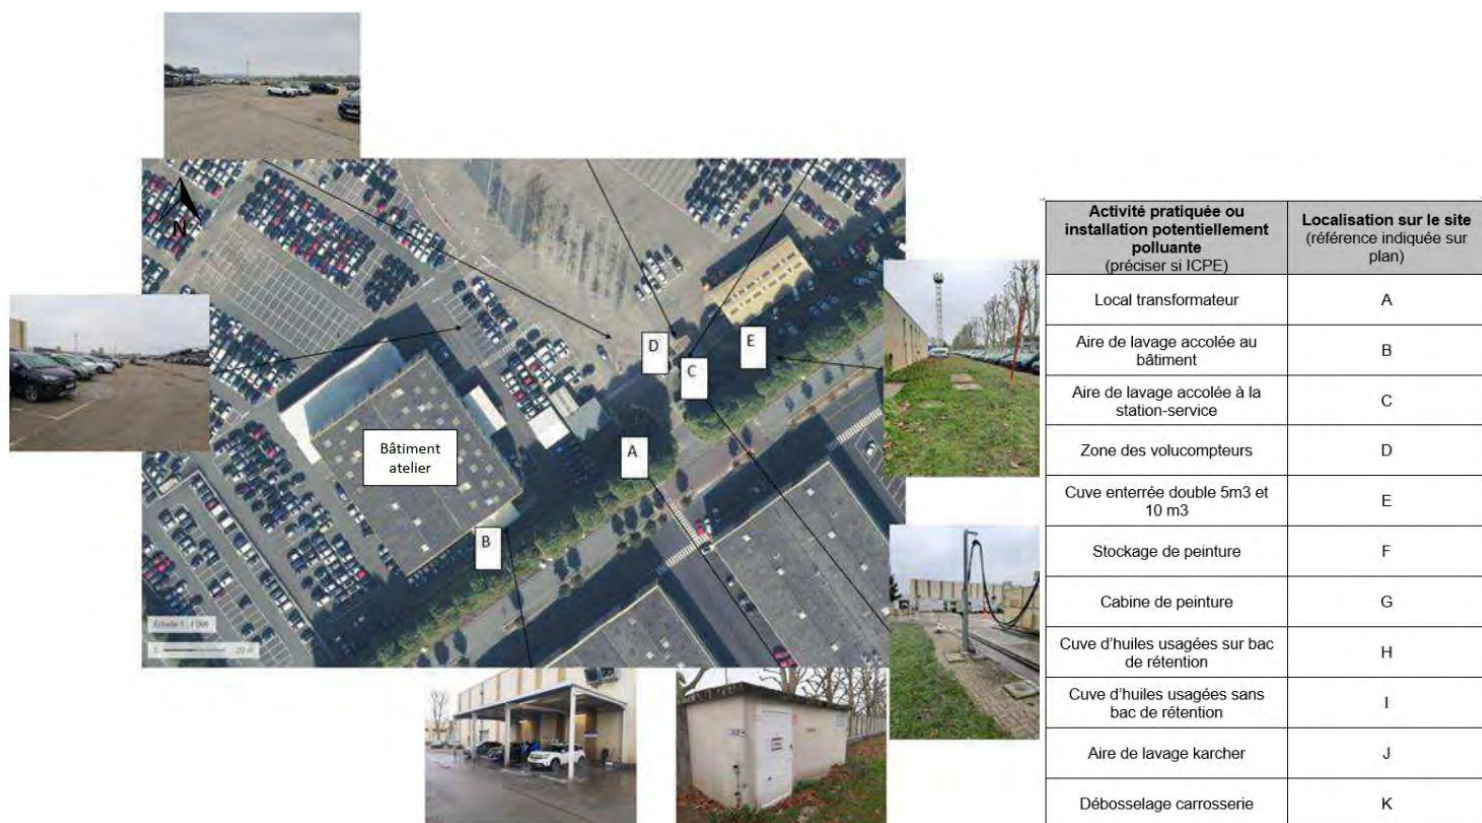 N
D
E
C
A
B
Bâtiment
atelier
Activité pratiquée ou
installation potentiellement
polluante
(préciser si ICPE)
Localisation sur le site
(référence indiquée sur
plan)
Local transformateur
A
Aire de lavage accolée au
bâtiment
B
Aire de lavage accolée à la
station-service
C
Zone des volucompteurs
D
Cuve enterrée double 5m3 et
10 m3
E
Stockage de peinture
F
Cabine de peinture
G
Cuve d'huiles usagées sur bac
de rétention
H
Cuve d'huiles usagées sans
bac de rétention
I
Aire de lavage karcher
J
Débosselage carrosserie
K